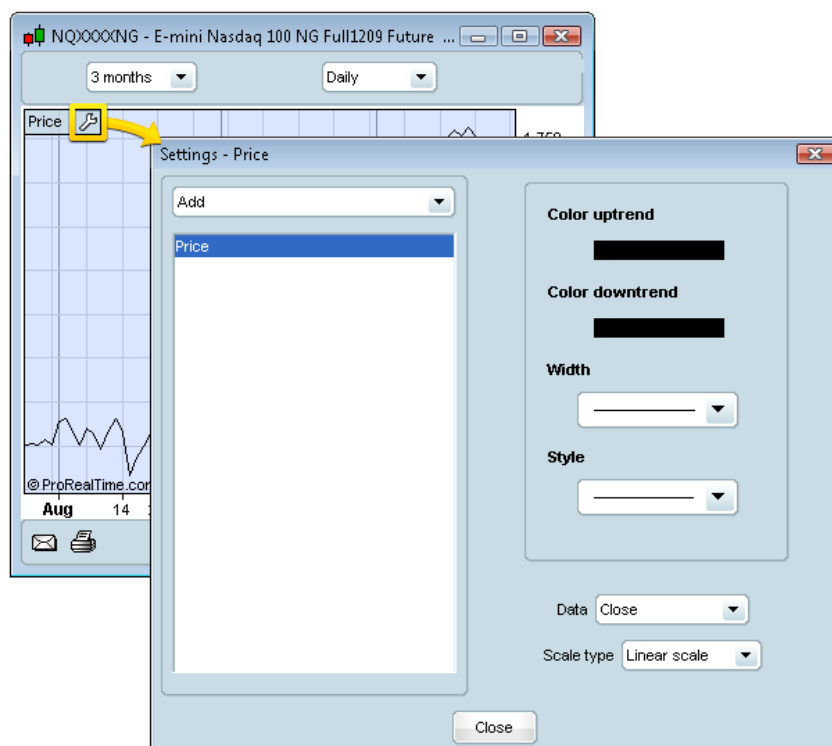 NQXXXXNG - E-mini Nasdaq 100 NG Full1209 Future ...
3 months
Daily
Price
Settings - Price
Add
Price
Color uptrend
Color downtrend
Width
Style
© ProRealTime.com
Aug 14
Data Close
Scale type Linear scale
Close